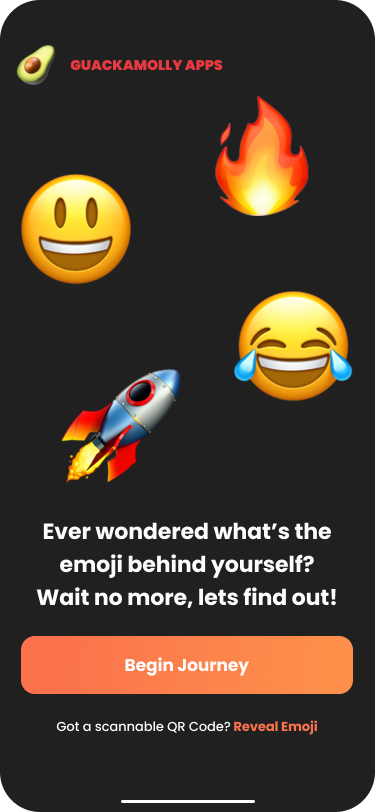 GUACKAMOLLY APPS
Ever wondered what’s the
emoji behind yourself?
Wait no more, lets find out!
Begin Journey
Got a scannable QR Code? Reveal Emoji